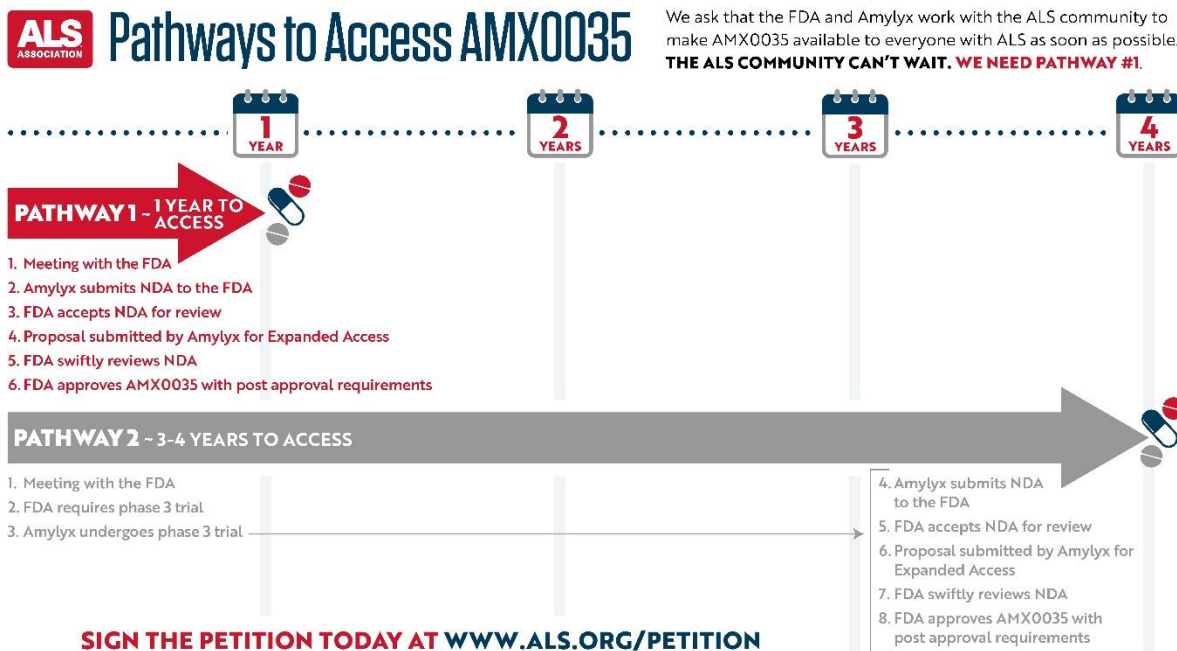 ALS
ASSOCIATION
Pathways to Access AMX0035
We ask that the FDA and Amylyx work with the ALS community to
make AMX0035 available to everyone with ALS as soon as possible.
THE ALS COMMUNITY CAN'T WAIT. WE NEED PATHWAY #1.
1
YEAR
2
YEARS
3
YEARS
4
YEARS
PATHWAY 1 ~ 1 YEAR TO
ACCESS
1. Meeting with the FDA
2. Amylyx submits NDA to the FDA
3. FDA accepts NDA for review
4. Proposal submitted by Amylyx for Expanded Access
5. FDA swiftly reviews NDA
6. FDA approves AMX0035 with post approval requirements
PATHWAY 2 ~ 3-4 YEARS TO ACCESS
1. Meeting with the FDA
2. FDA requires phase 3 trial
3. Amylyx undergoes phase 3 trial
4. Amylyx submits NDA
to the FDA
5. FDA accepts NDA for review
6. Proposal submitted by Amylyx for
Expanded Access
7. FDA swiftly reviews NDA
8. FDA approves AMX0035 with
post approval requirements
SIGN THE PETITION TODAY AT WWW.ALS.ORG/PETITION